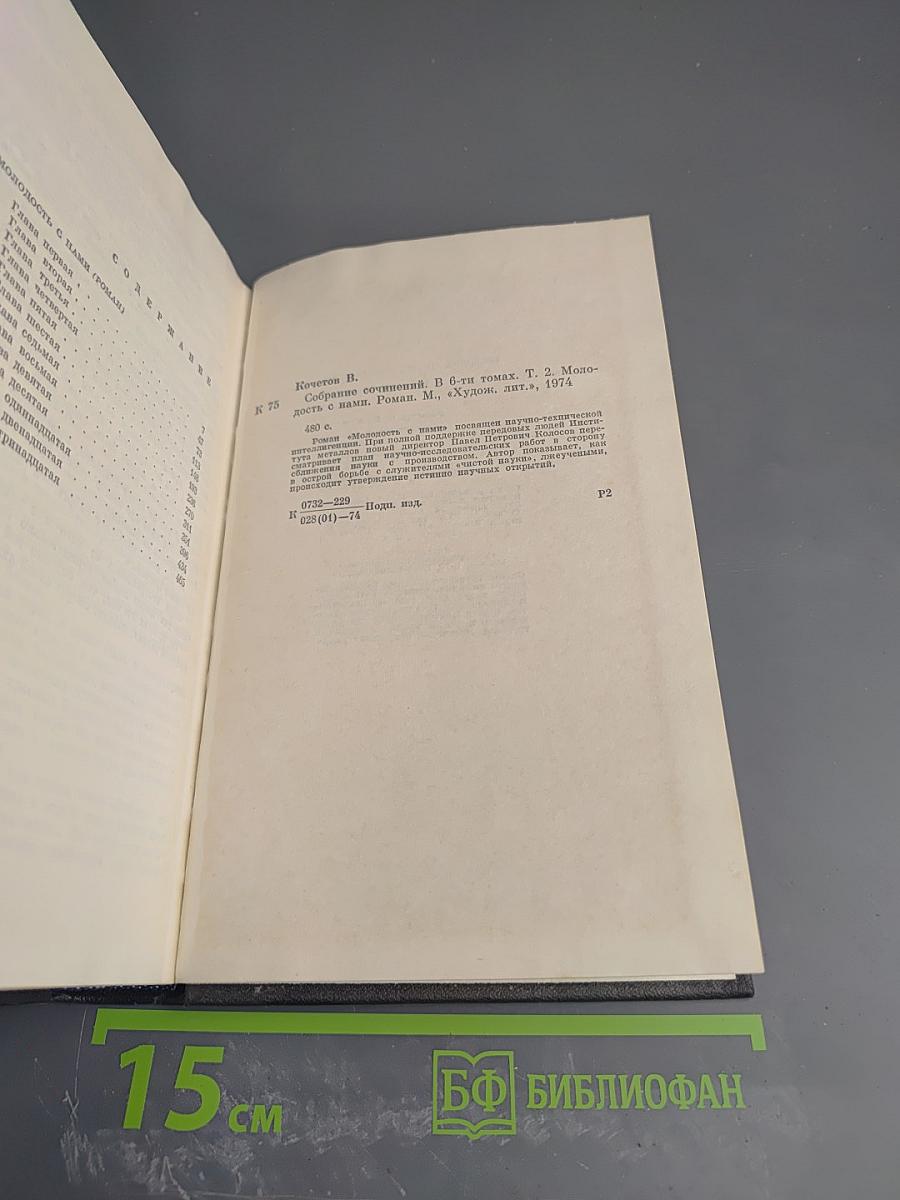 СОДЕРЖАНИЕ
МОЛОДОСТЬ С НАМИ (РОМАН)
Глава первая
Глава вторая
Глава третья
Глава четвертая
Глава пятая
шестая
седьмая
восьмая
девятая
десятая
одиннадцатая
двенадцатая
тринадцатая
Кочетов В.
К 75
Собрание сочинений. В 6-ти томах. Т. 2. Моло-
дость с нами. Роман. М., «Худож. лит.», 1974
480 с.
Роман «Молодость с нами» посвящен научно-технической
интеллигенции. При полной поддержке передовых людей Инсти-
тута металлов новый директор Павел Петрович Колосов пере-
сматривает план научно-исследовательских работ в сторону
сближения науки с производством. Автор показывает, как
в острой борьбе с служителями «чистой науки», лжеучеными,
происходит утверждение истинно научных открытий.
К 0732—229
028(01)—74 Подп. изд.
Р2
15 см
БФ БИБЛИОФАН